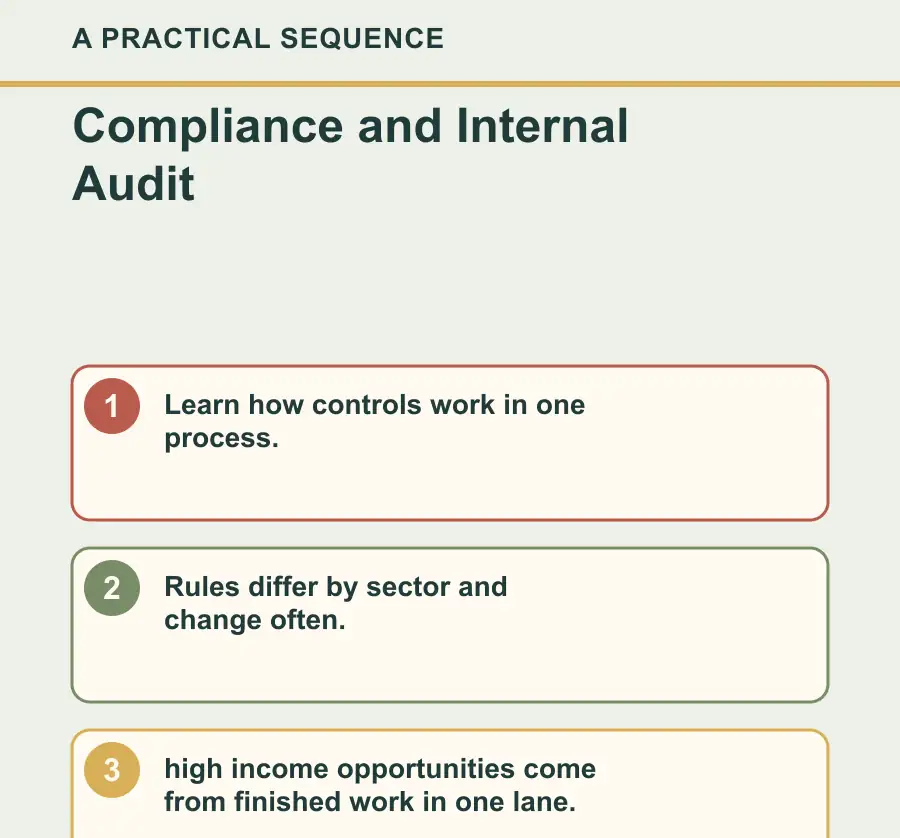 A PRACTICAL SEQUENCE
Compliance and Internal
Audit
1
Learn how controls work in one
process.
2
Rules differ by sector and
change often.
3
high income opportunities come
from finished work in one lane.